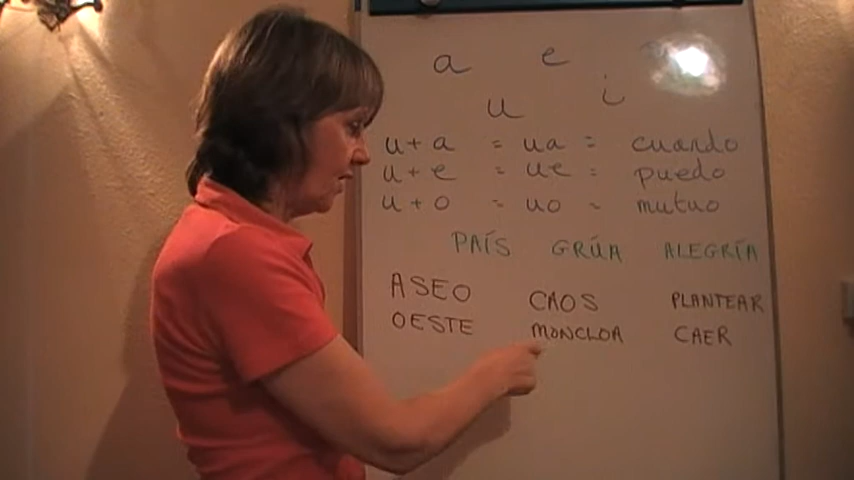 a e
u i
u + a = ua = cuando
u + e = ue = puedo
u + o = uo = mutuo
PAÍS GRÚA ALEGRÍA
ASEO CAOS PLANTEAR
OESTE MONCLOA CAER